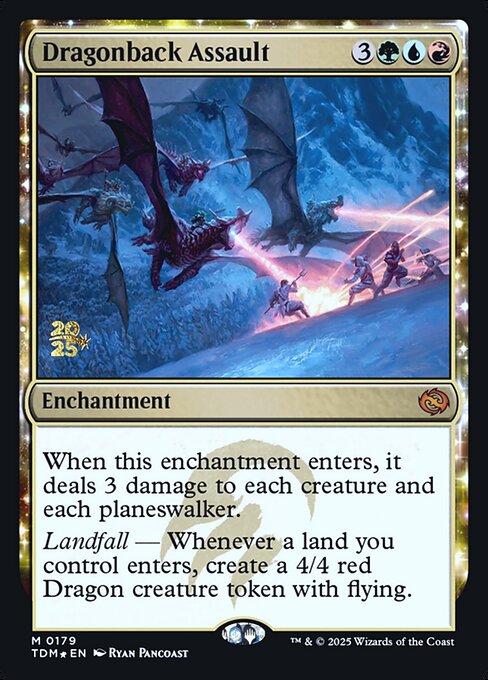 Dragonback Assault 3
2025
Enchantment
When this enchantment enters, it
deals 3 damage to each creature and
each planeswalker.
Landfall — Whenever a land you
control enters, create a 4/4 red
Dragon creature token with flying.
M 0179
TDM★EN Ryan Pancoast
™ & © 2025 Wizards of the Coast